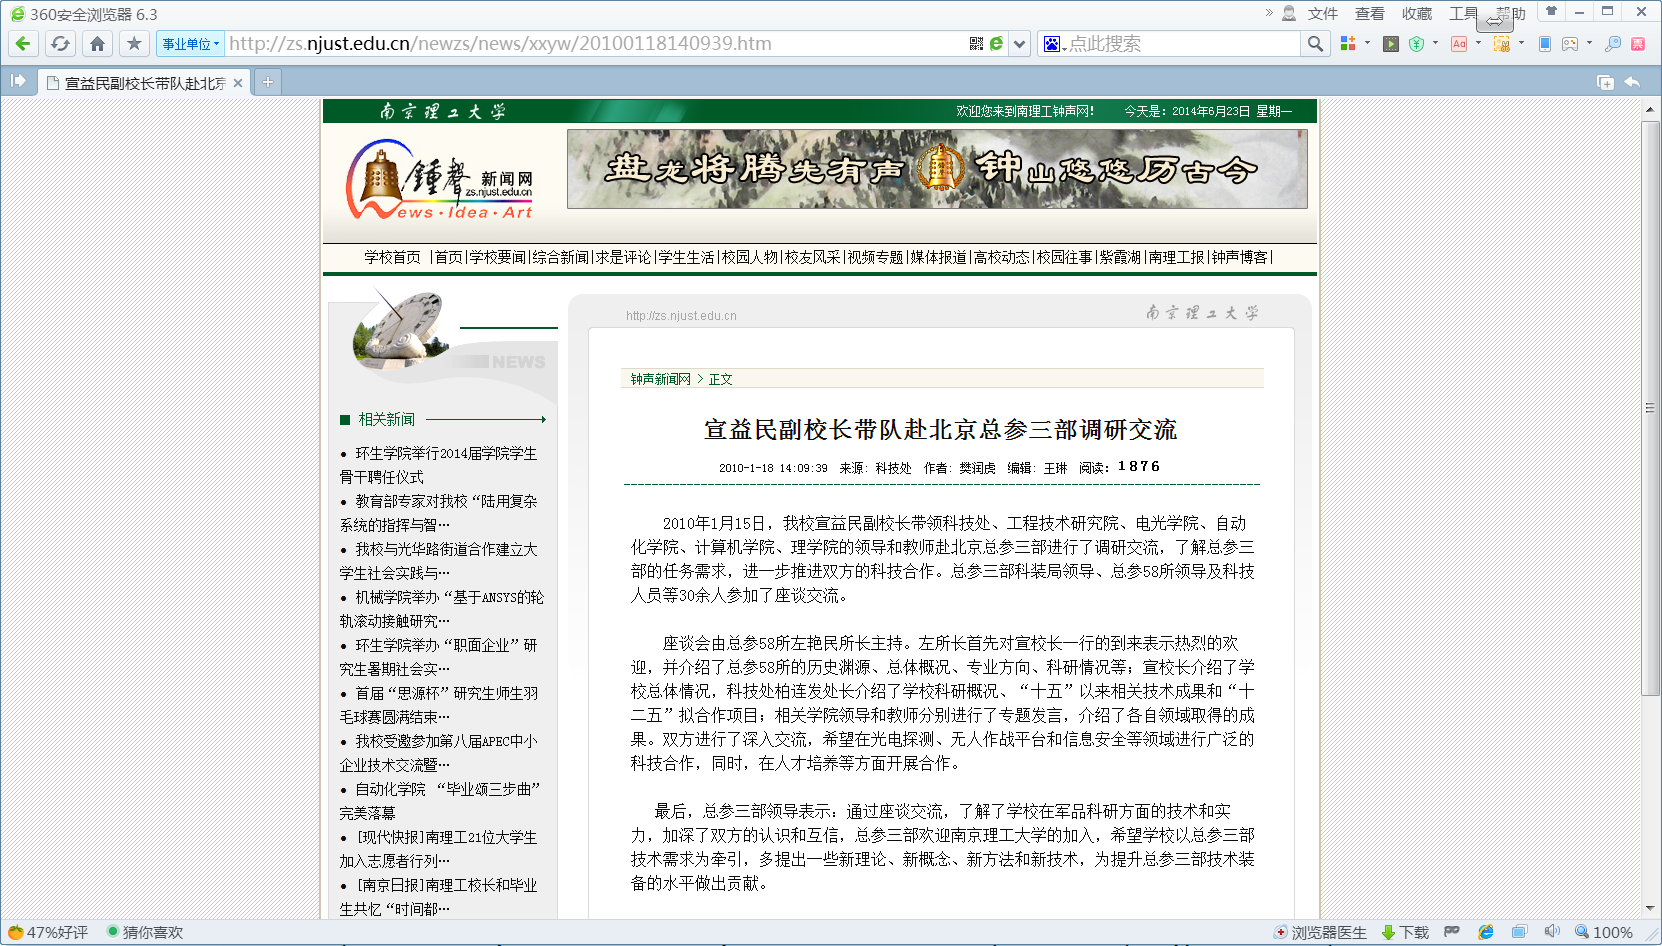 360安全浏览器 6.3
» 文件 查看 收藏 工具 帮助
事业单位 http://zs.njust.edu.cn/newzs/news/xxyw/20100118140939.htm 点此搜索
宣益民副校长带队赴北京
南京理工大学 欢迎您来到南理工钟声网! 今天是: 2014年6月23日 星期一
鍾聲 新闻网
zs.njust.edu.cn
News·Idea·Art
盘龙将腾先有声 钟山悠悠历古今
学校首页 |首页|学校要闻|综合新闻|求是评论|学生生活|校园人物|校友风采|视频专题|媒体报道|高校动态|校园往事|紫霞湖|南理工报|钟声博客|
NEWS
相关新闻
• 环生学院举行2014届学院学生
骨干聘任仪式
• 教育部专家对我校“陆用复杂
系统的指挥与智…
• 我校与光华路街道合作建立大
学生社会实践与…
• 机械学院举办“基于ANSYS的轮
轨滚动接触研究…
• 环生学院举办“职面企业”研
究生暑期社会实…
• 首届“思源杯”研究生师生羽
毛球赛圆满结束…
• 我校受邀参加第八届APEC中小
企业技术交流暨…
• 自动化学院 “毕业颂三步曲”
完美落幕
• [现代快报]南理工21位大学生
加入志愿者行列…
• [南京日报]南理工校长和毕业
生共忆“时间都…
http://zs.njust.edu.cn 南京理工大学
钟声新闻网 > 正文
宣益民副校长带队赴北京总参三部调研交流
2010-1-18 14:09:39 来源: 科技处 作者: 樊润虎 编辑: 王琳 阅读: 1876
2010年1月15日，我校宣益民副校长带领科技处、工程技术研究院、电光学院、自动
化学院、计算机学院、理学院的领导和教师赴北京总参三部进行了调研交流，了解总参三
部的任务需求，进一步推进双方的科技合作。总参三部科装局领导、总参58所领导及科技
人员等30余人参加了座谈交流。
座谈会由总参58所左艳民所长主持。左所长首先对宣校长一行的到来表示热烈的欢
迎，并介绍了总参58所的历史渊源、总体概况、专业方向、科研情况等；宣校长介绍了学
校总体情况，科技处柏连发处长介绍了学校科研概况、“十五”以来相关技术成果和“十
二五”拟合作项目；相关学院领导和教师分别进行了专题发言，介绍了各自领域取得的成
果。双方进行了深入交流，希望在光电探测、无人作战平台和信息安全等领域进行广泛的
科技合作，同时，在人才培养等方面开展合作。
最后，总参三部领导表示：通过座谈交流，了解了学校在军品科研方面的技术和实
力，加深了双方的认识和互信，总参三部欢迎南京理工大学的加入，希望学校以总参三部
技术需求为牵引，多提出一些新理论、新概念、新方法和新技术，为提升总参三部技术装
备的水平做出贡献。
47%好评 猜你喜欢 浏览器医生 下载 100%